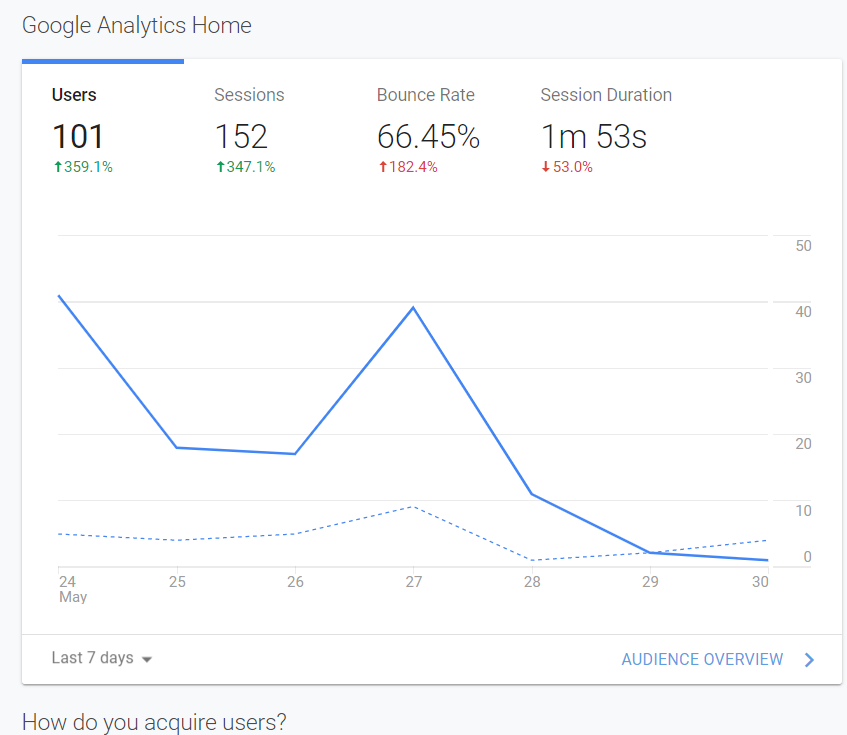 Google Analytics Home
Users Sessions Bounce Rate Session Duration
101 152 66.45% 1m 53s
↑359.1% ↑347.1% ↑182.4% ↓53.0%
50
40
30
20
10
0
24 25 26 27 28 29 30
May
Last 7 days AUDIENCE OVERVIEW
How do you acquire users?